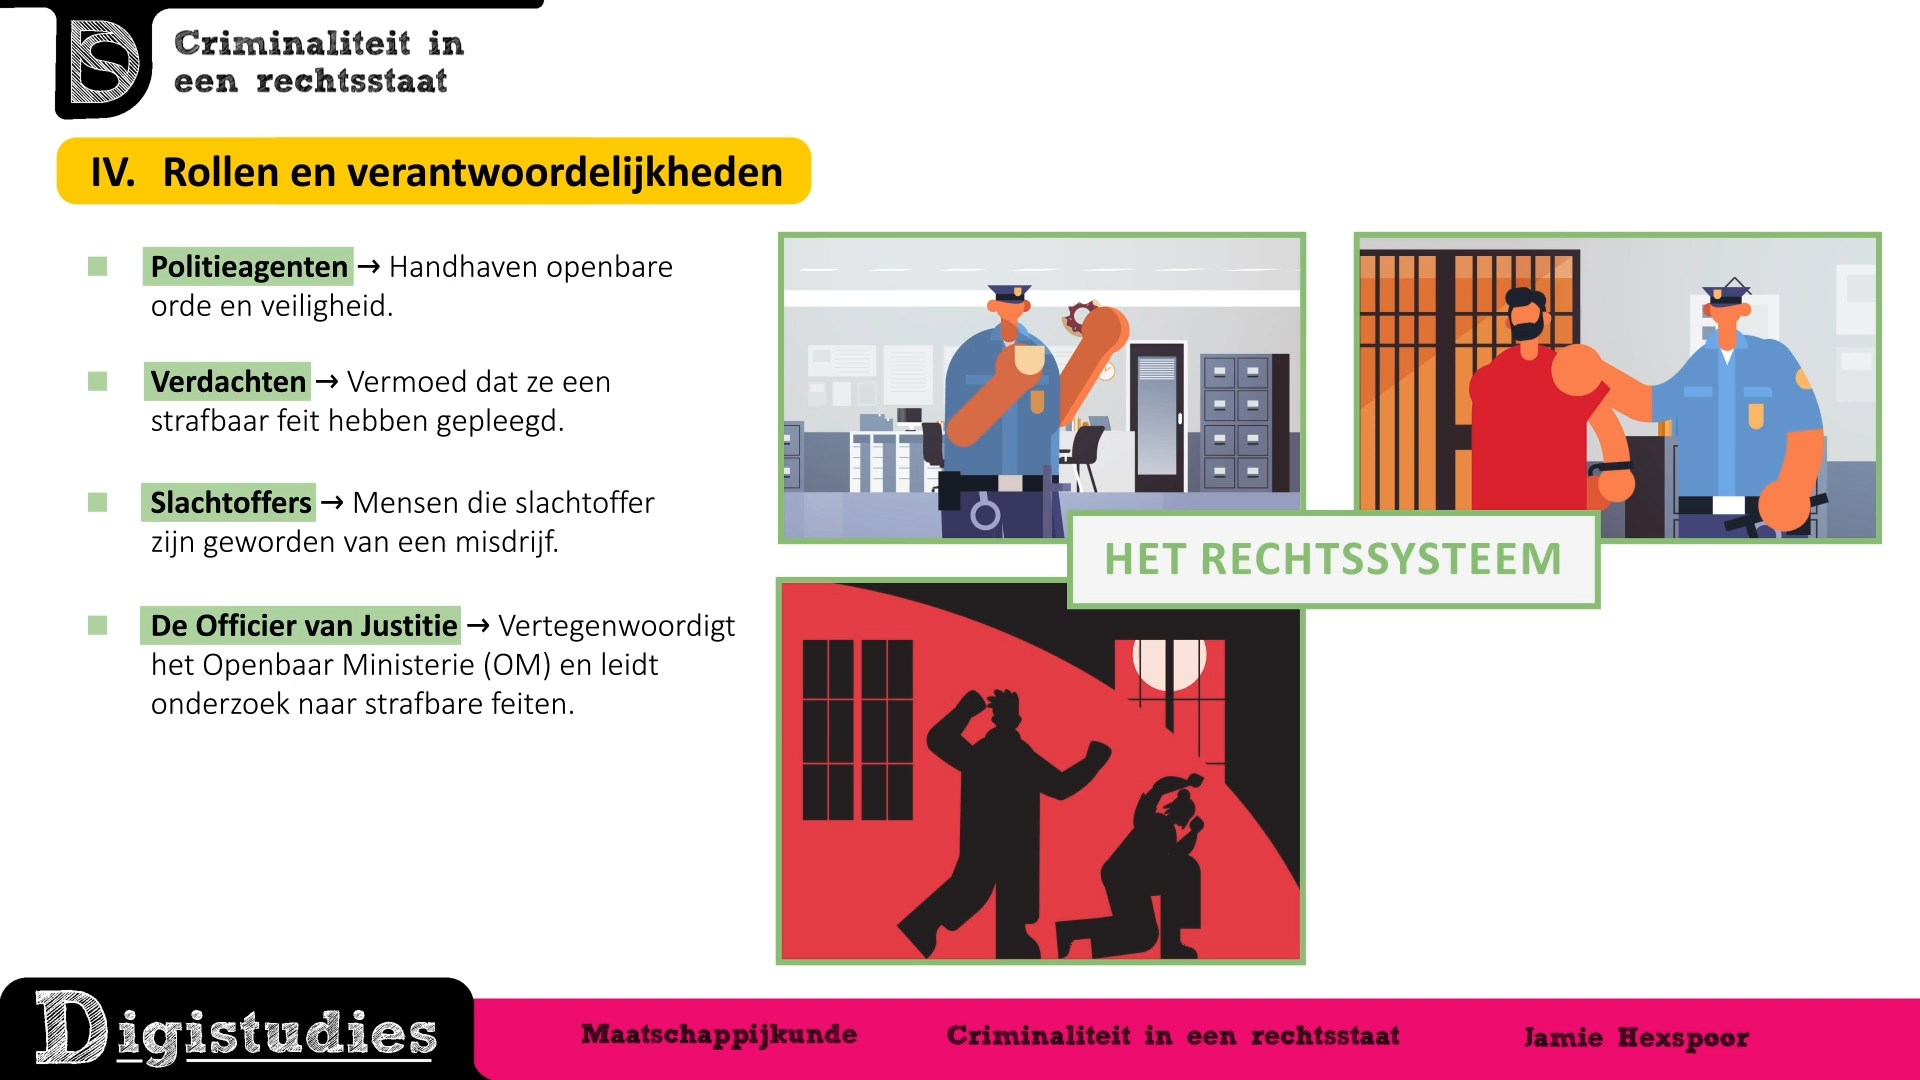 Criminaliteit in
een rechtsstaat
IV. Rollen en verantwoordelijkheden
Politieagenten → Handhaven openbare
orde en veiligheid.
Verdachten → Vermoed dat ze een
strafbaar feit hebben gepleegd.
Slachtoffers → Mensen die slachtoffer
zijn geworden van een misdrijf.
De Officier van Justitie → Vertegenwoordigt
het Openbaar Ministerie (OM) en leidt
onderzoek naar strafbare feiten.
HET RECHTSSYSTEEM
Digistudies
Maatschappijkunde
Criminaliteit in een rechtsstaat
Jamie Hexspoor